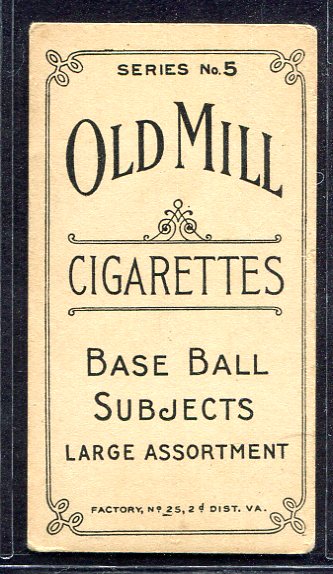 SERIES No. 5
OLD MILL
CIGARETTES
BASE BALL
SUBJECTS
LARGE ASSORTMENT
FACTORY, Nº 25, 2d DIST. VA.